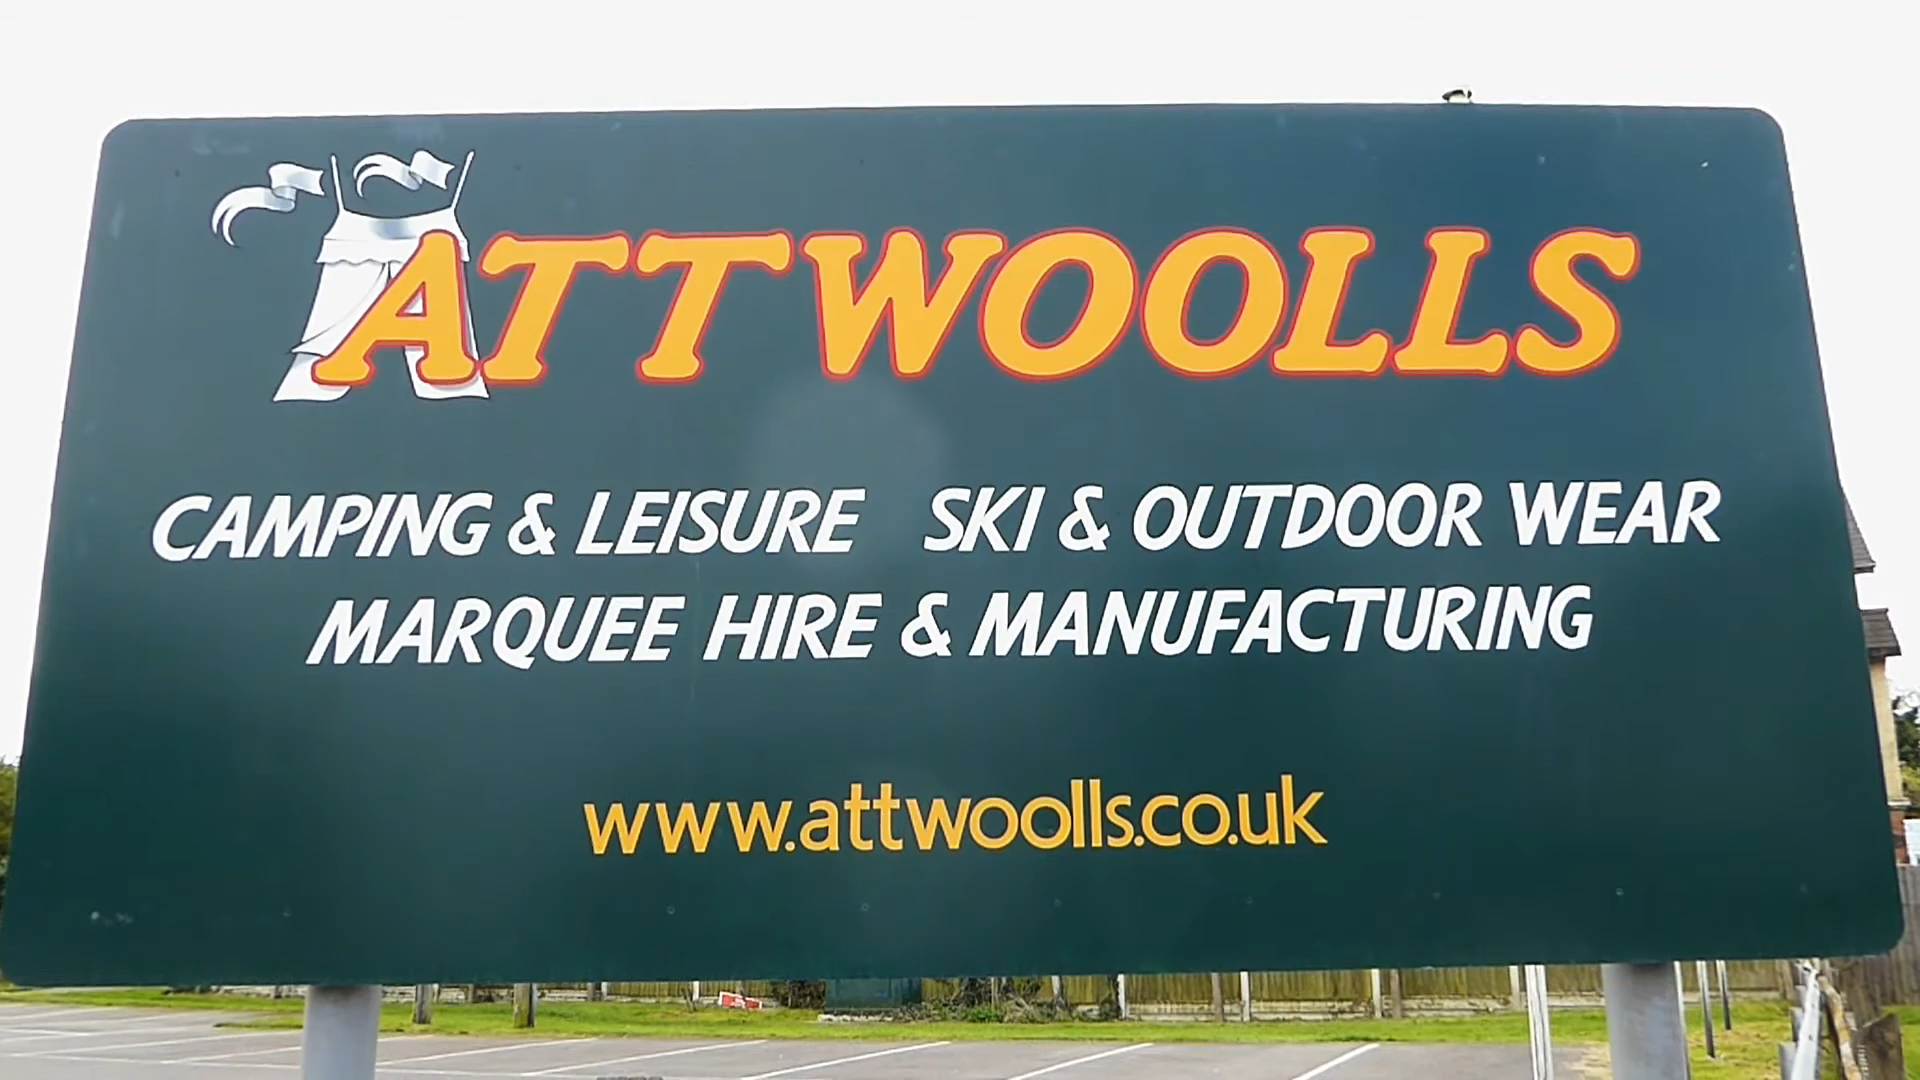 ATTWOOLLS
CAMPING & LEISURE SKI & OUTDOOR WEAR
MARQUEE HIRE & MANUFACTURING
www.attwoolls.co.uk